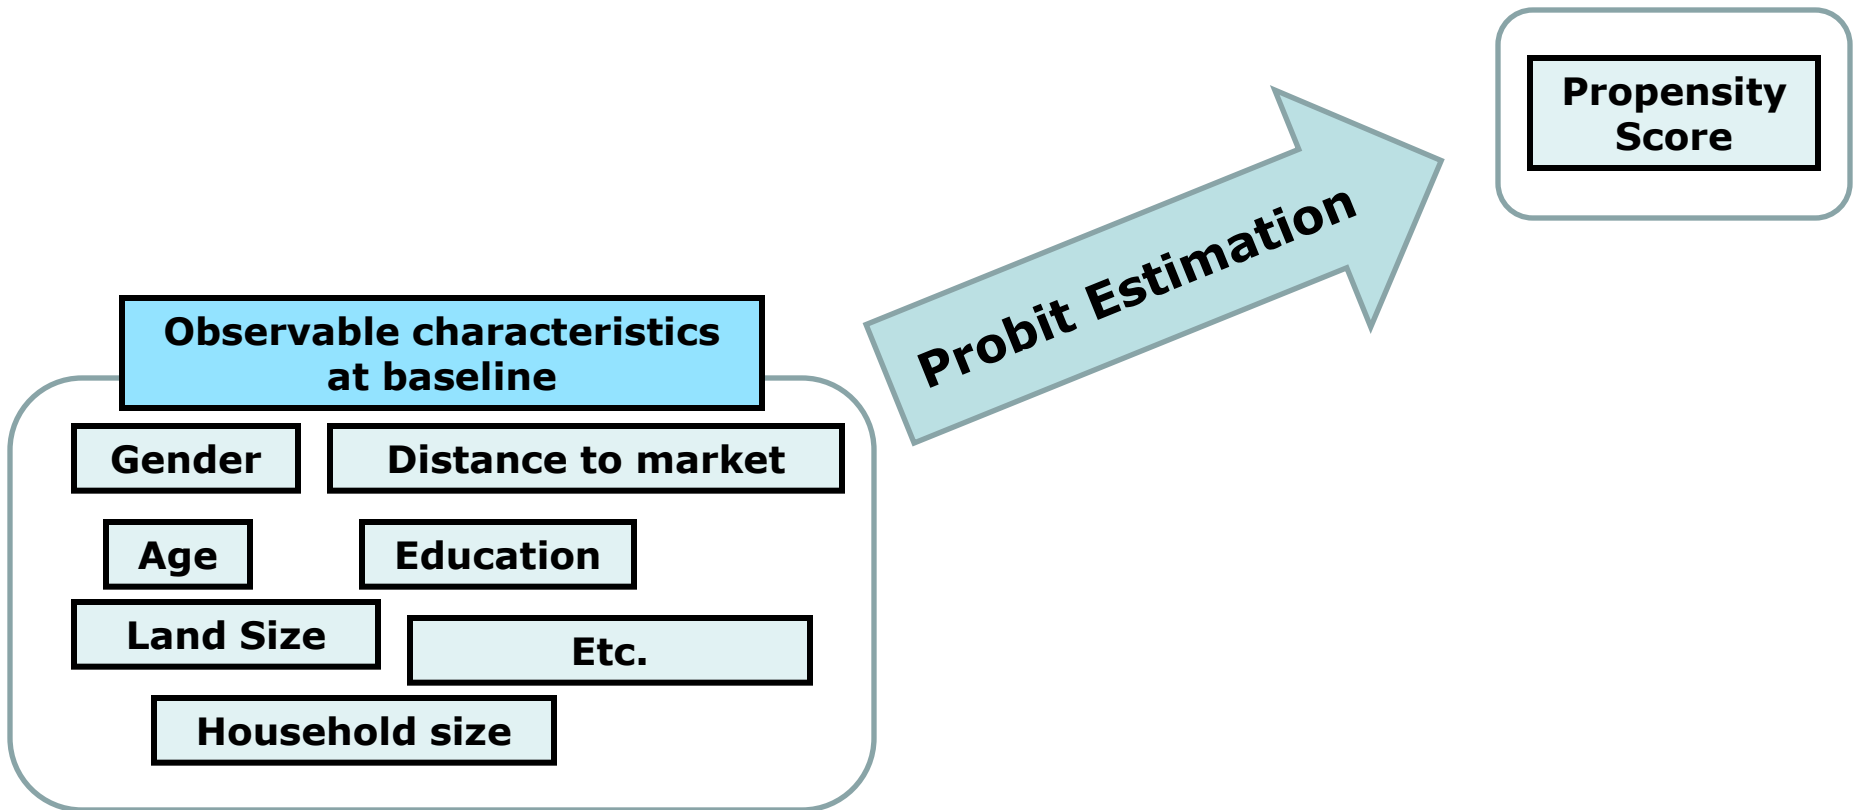 Propensity
Score
Probit Estimation
Observable characteristics
at baseline
Gender
Distance to market
Age
Education
Land Size
Etc.
Household size